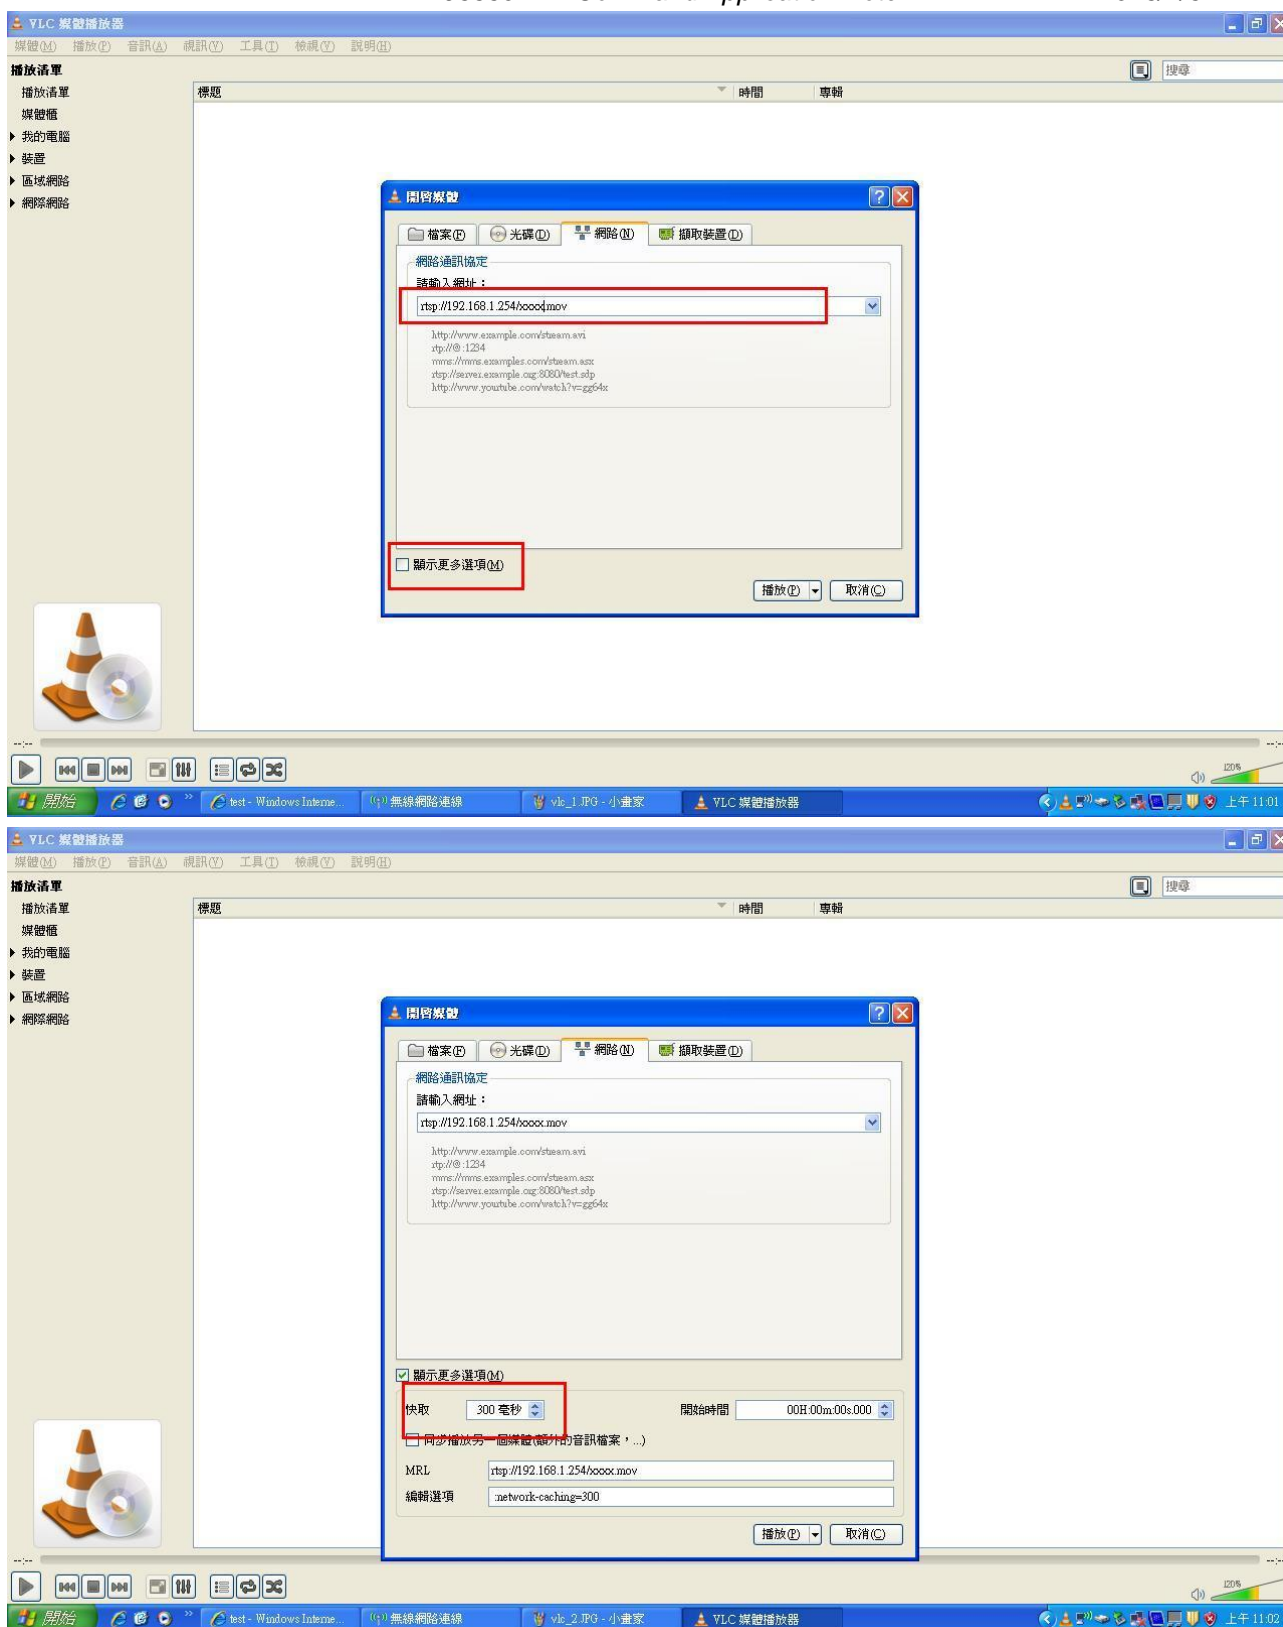 VLC 媒體播放器
媒體(M) 播放(P) 音訊(A) 視訊(V) 工具(T) 檢視(V) 說明(H)
播放清單
搜尋
播放清單
標題 時間 專輯
媒體櫃
我的電腦
裝置
區域網路
網際網路
開啓媒體
檔案(F) 光碟(D) 網路(N) 擷取裝置(D)
網路通訊協定
請輸入網址：
rtsp://192.168.1.254/xxxx.mov
http://www.example.com/stream.avi
rtp://@:1234
mms://mms.examples.com/stream.asx
rtsp://server.example.org:8080/test.sdp
http://www.youtube.com/watch?v=gg64x
顯示更多選項(M)
播放(P) 取消(C)
--:-- --:--
120%
開始 test - Windows Interne... 無線網路連線 vlc_1.JPG - 小畫家 VLC 媒體播放器 上午 11:01
VLC 媒體播放器
媒體(M) 播放(P) 音訊(A) 視訊(V) 工具(T) 檢視(V) 說明(H)
播放清單
搜尋
播放清單
標題 時間 專輯
媒體櫃
我的電腦
裝置
區域網路
網際網路
開啓媒體
檔案(F) 光碟(D) 網路(N) 擷取裝置(D)
網路通訊協定
請輸入網址：
rtsp://192.168.1.254/xxxx.mov
http://www.example.com/stream.avi
rtp://@:1234
mms://mms.examples.com/stream.asx
rtsp://server.example.org:8080/test.sdp
http://www.youtube.com/watch?v=gg64x
顯示更多選項(M)
快取 300 毫秒 開始時間 00H:00m:00s.000
同步播放另一個媒體(額外的音訊檔案，...)
MRL rtsp://192.168.1.254/xxxx.mov
編輯選項 :network-caching=300
播放(P) 取消(C)
--:-- --:--
120%
開始 test - Windows Interne... 無線網路連線 vlc_2.JPG - 小畫家 VLC 媒體播放器 上午 11:02